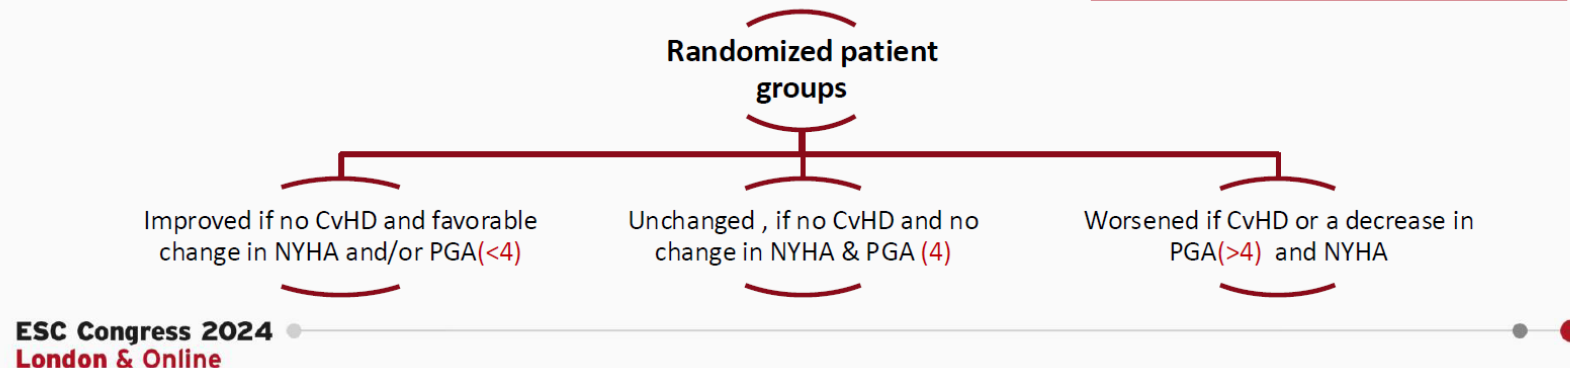 Randomized patient
groups
Improved if no CvHD and favorable
change in NYHA and/or PGA(<4)
Unchanged , if no CvHD and no
change in NYHA & PGA (4)
Worsened if CvHD or a decrease in
PGA(>4) and NYHA
ESC Congress 2024
London & Online